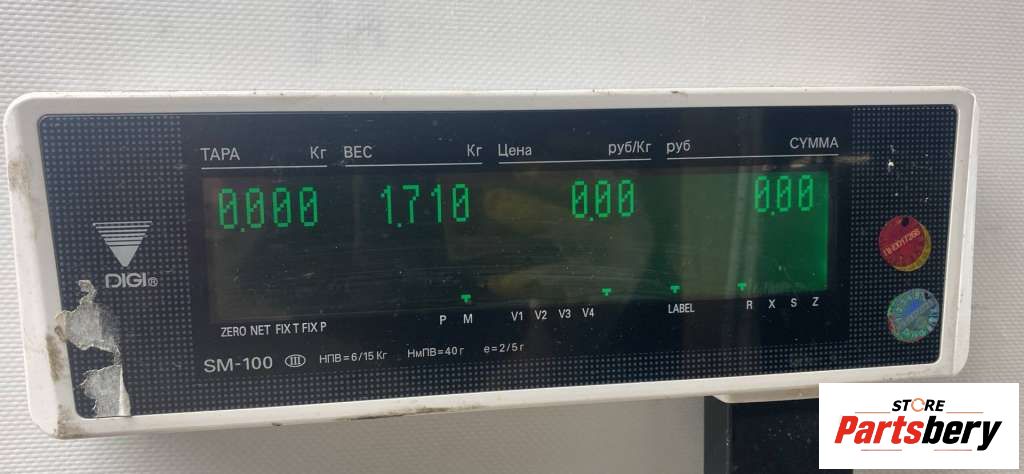 ТАРА Кг ВЕС Кг Цена руб/Кг руб СУММА
0.000 1.710 0.00 0.00
DIGI®
P M V1 V2 V3 V4 LABEL R X S Z
ZERO NET FIX T FIX P
SM-100 III НПВ=6/15 Кг НмПВ=40 г е=2/5 г
STORE
Partsbery